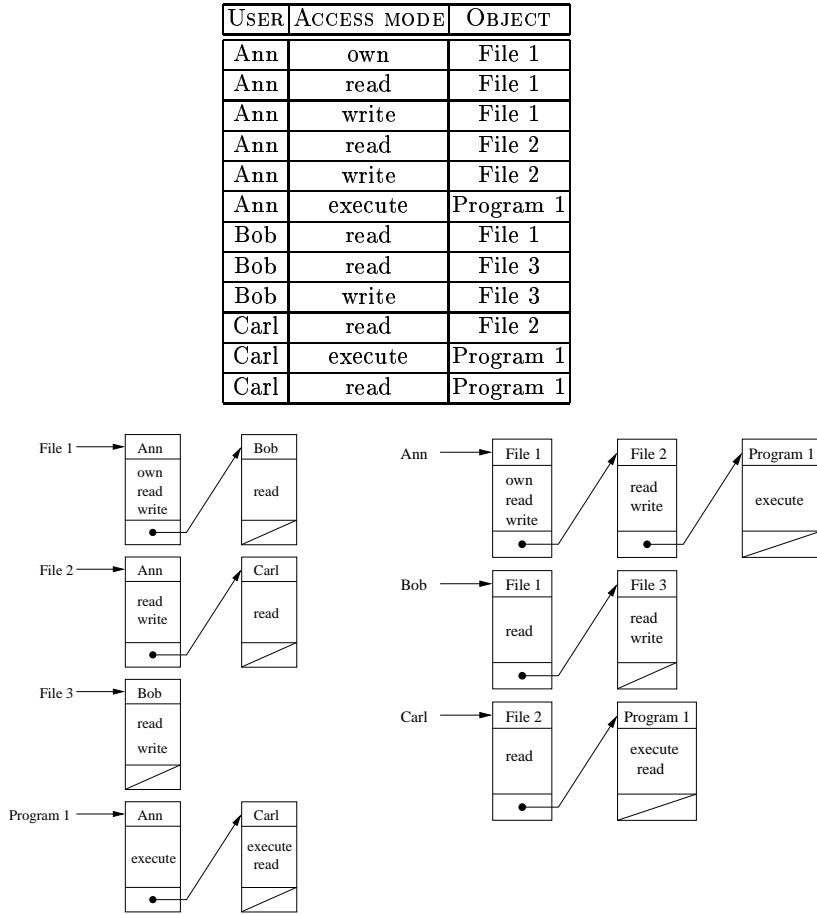 USER ACCESS MODE OBJECT
Ann own File 1
Ann read File 1
Ann write File 1
Ann read File 2
Ann write File 2
Ann execute Program 1
Bob read File 1
Bob read File 3
Bob write File 3
Carl read File 2
Carl execute Program 1
Carl read Program 1
File 1 Ann Bob
own
read
write
read
File 2 Ann Carl
read
write
read
File 3 Bob
read
write
Program 1 Ann Carl
execute
execute
read
Ann File 1 File 2 Program 1
own
read
write
read
write
execute
Bob File 1 File 3
read
read
write
Carl File 2 Program 1
read
execute
read